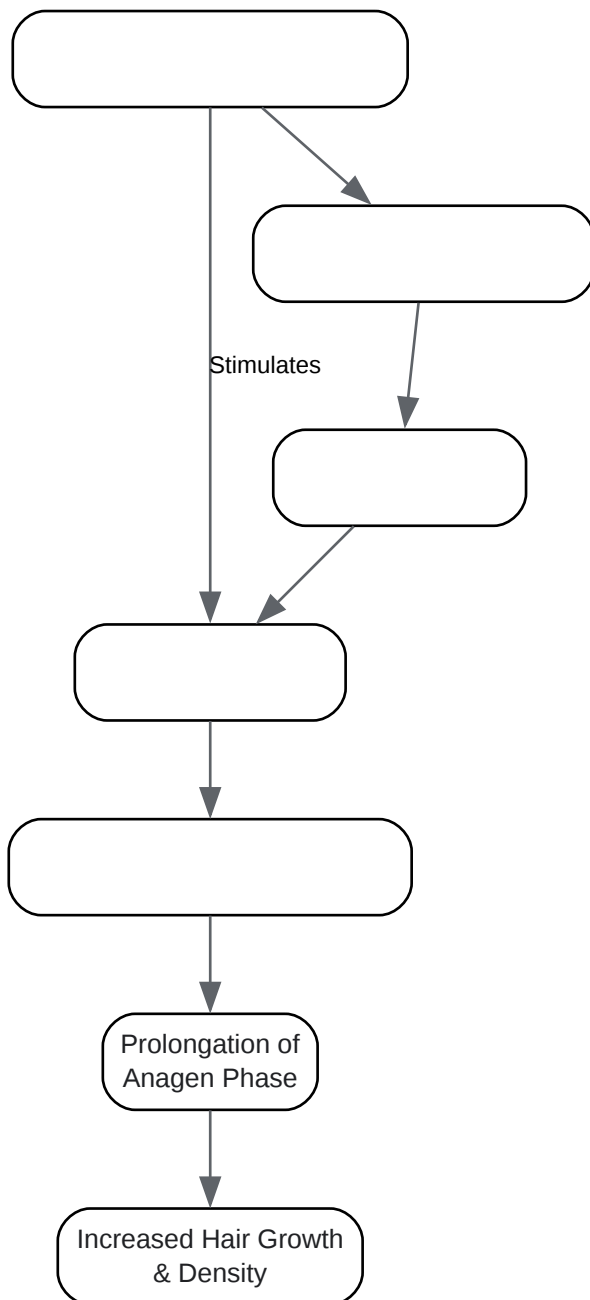 Stimulates
Prolongation of
Anagen Phase
Increased Hair Growth
& Density